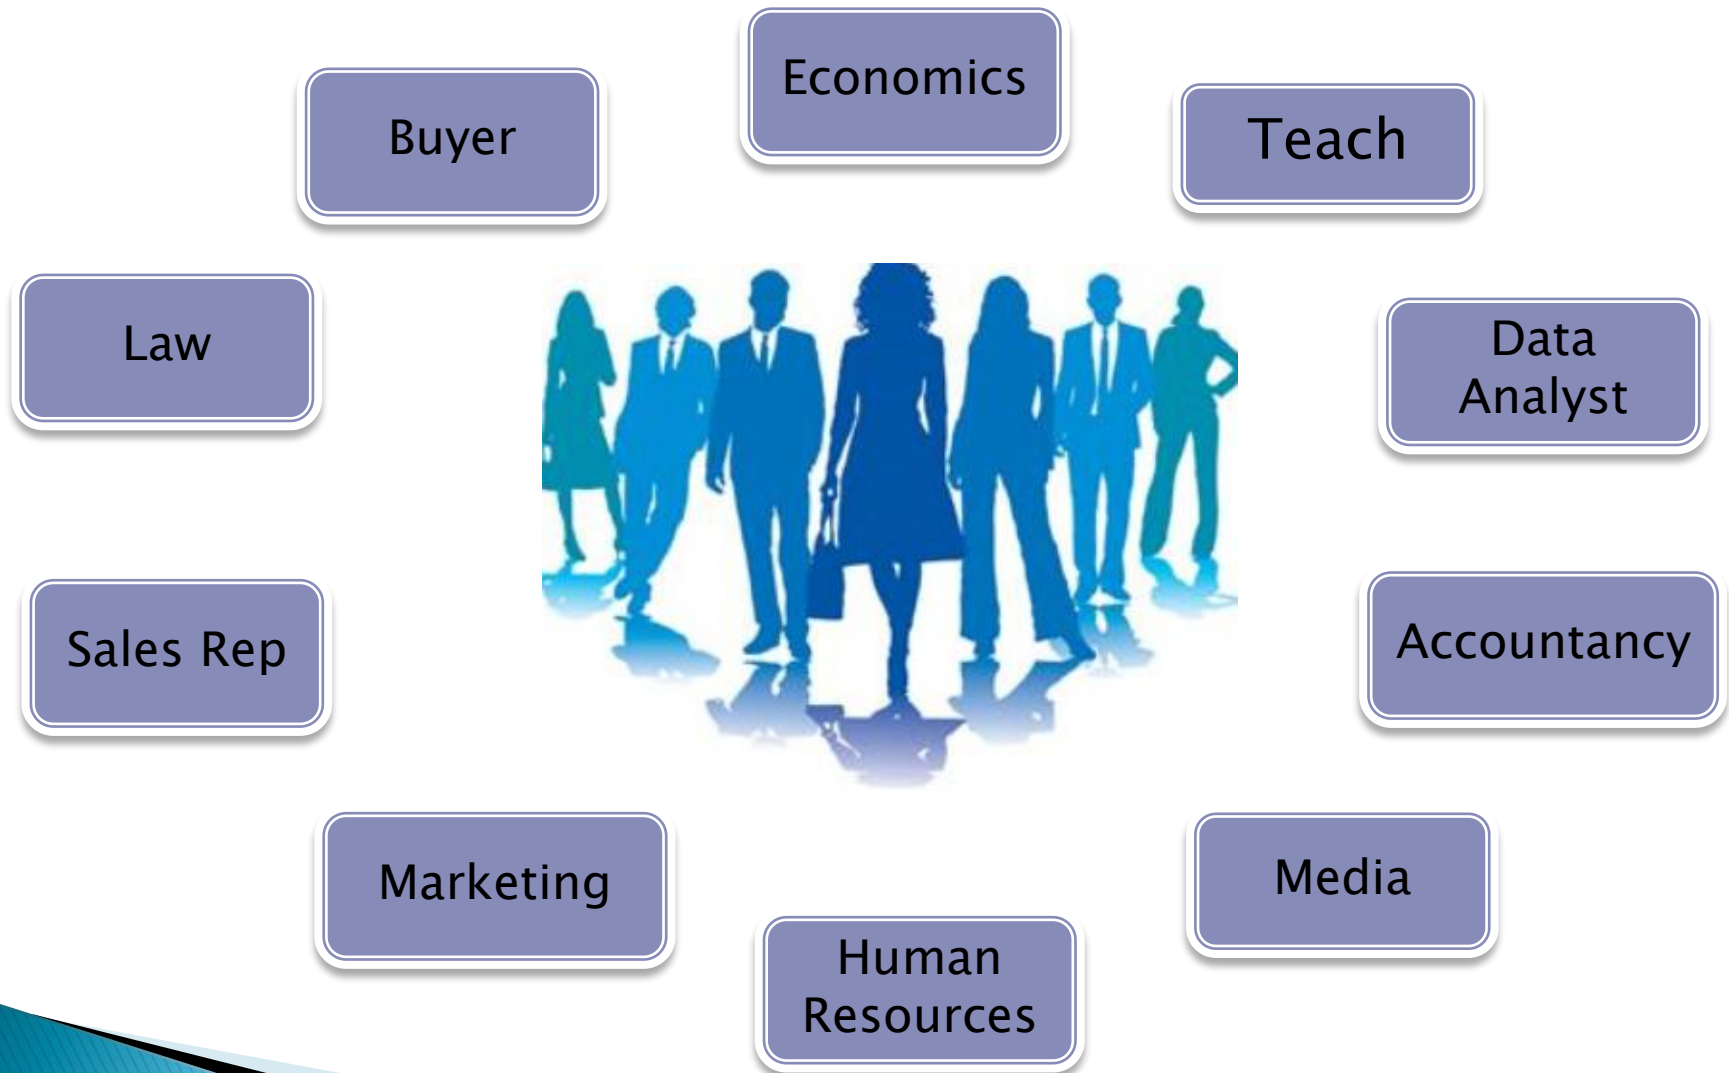 Economics
Buyer
Teach
Law
Data
Analyst
Sales Rep
Accountancy
Marketing
Media
Human
Resources